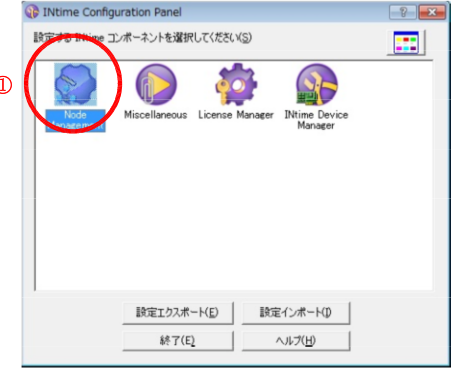 INtime Configuration Panel
設定する INtime コンポーネントを選択してください(S)
①
Node
Management
Miscellaneous
License Manager
INtime Device
Manager
設定エクスポート(E)
設定インポート(I)
終了(E)
ヘルプ(H)